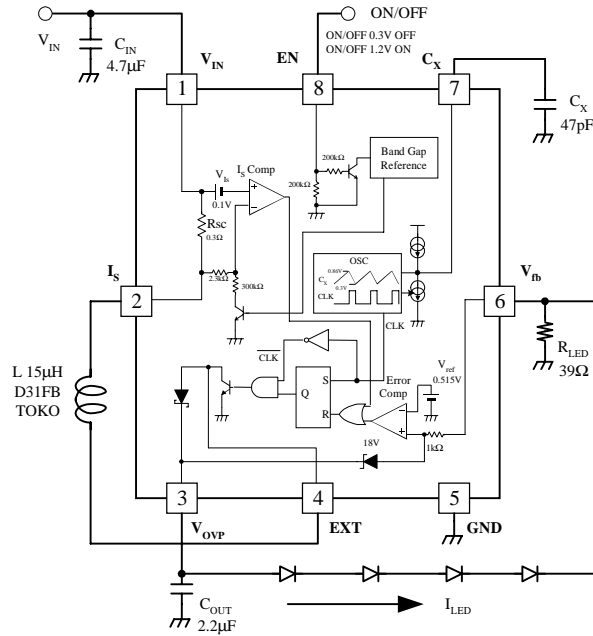 ON/OFF
V_IN
C_IN
4.7µF
V_IN
EN
ON/OFF 0.3V OFF
ON/OFF 1.2V ON
C_X
1
8
7
C_X
47pF
200kΩ
Band Gap
Reference
I_S Comp
V_Is
+
−
0.1V
200kΩ
Rsc
0.3Ω
OSC
I_S
2.3kΩ
300kΩ
0.86V
C_X
0.3V
CLK
V_fb
2
6
CLK
CLK
R_LED
39Ω
L 15µH
D31FB
TOKO
S
Q
R
Error
Comp
V_ref
0.515V
−
+
18V
1kΩ
3
4
5
V_OVP
EXT
GND
C_OUT
2.2µF
I_LED